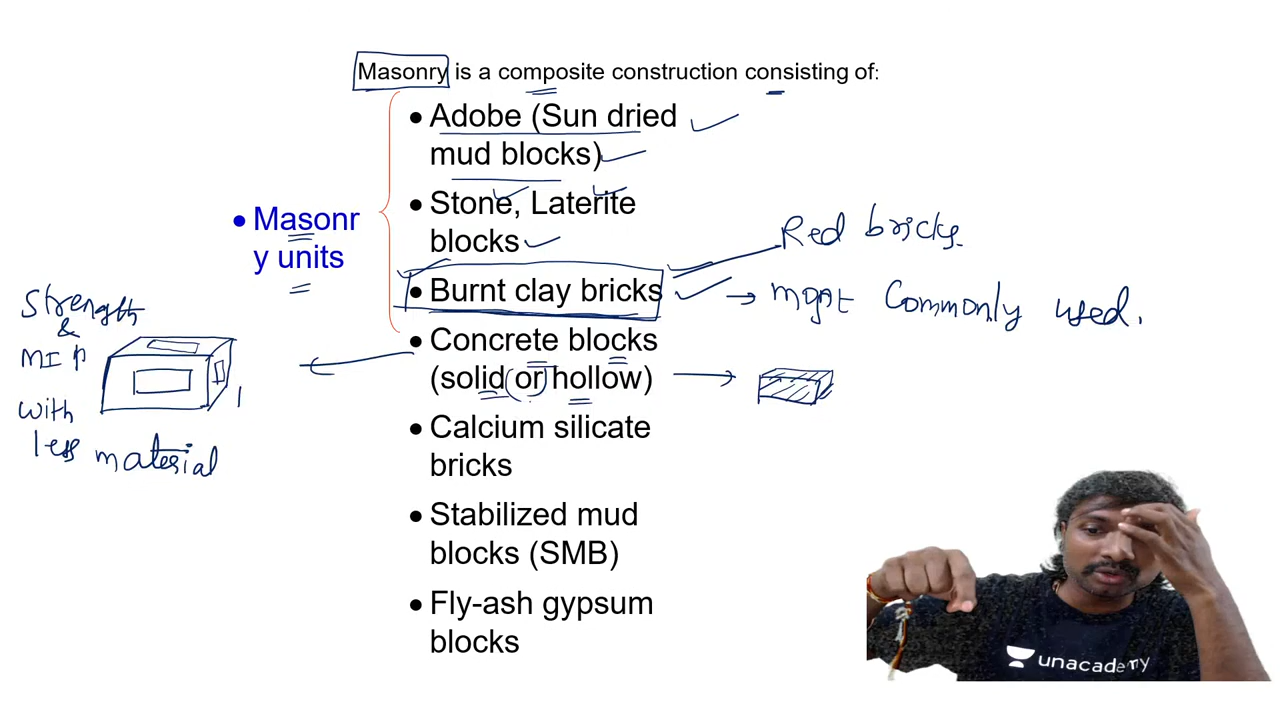 Masonry is a composite construction consisting of:
• Adobe (Sun dried
mud blocks)
• Stone, Laterite
blocks
• Masonr
y units
Red bricks.
• Burnt clay bricks
→ most Commonly used.
• Concrete blocks
(solid or hollow)
Strength
&
MI ↑
with
less material
• Calcium silicate
bricks
• Stabilized mud
blocks (SMB)
• Fly-ash gypsum
blocks
unacademy